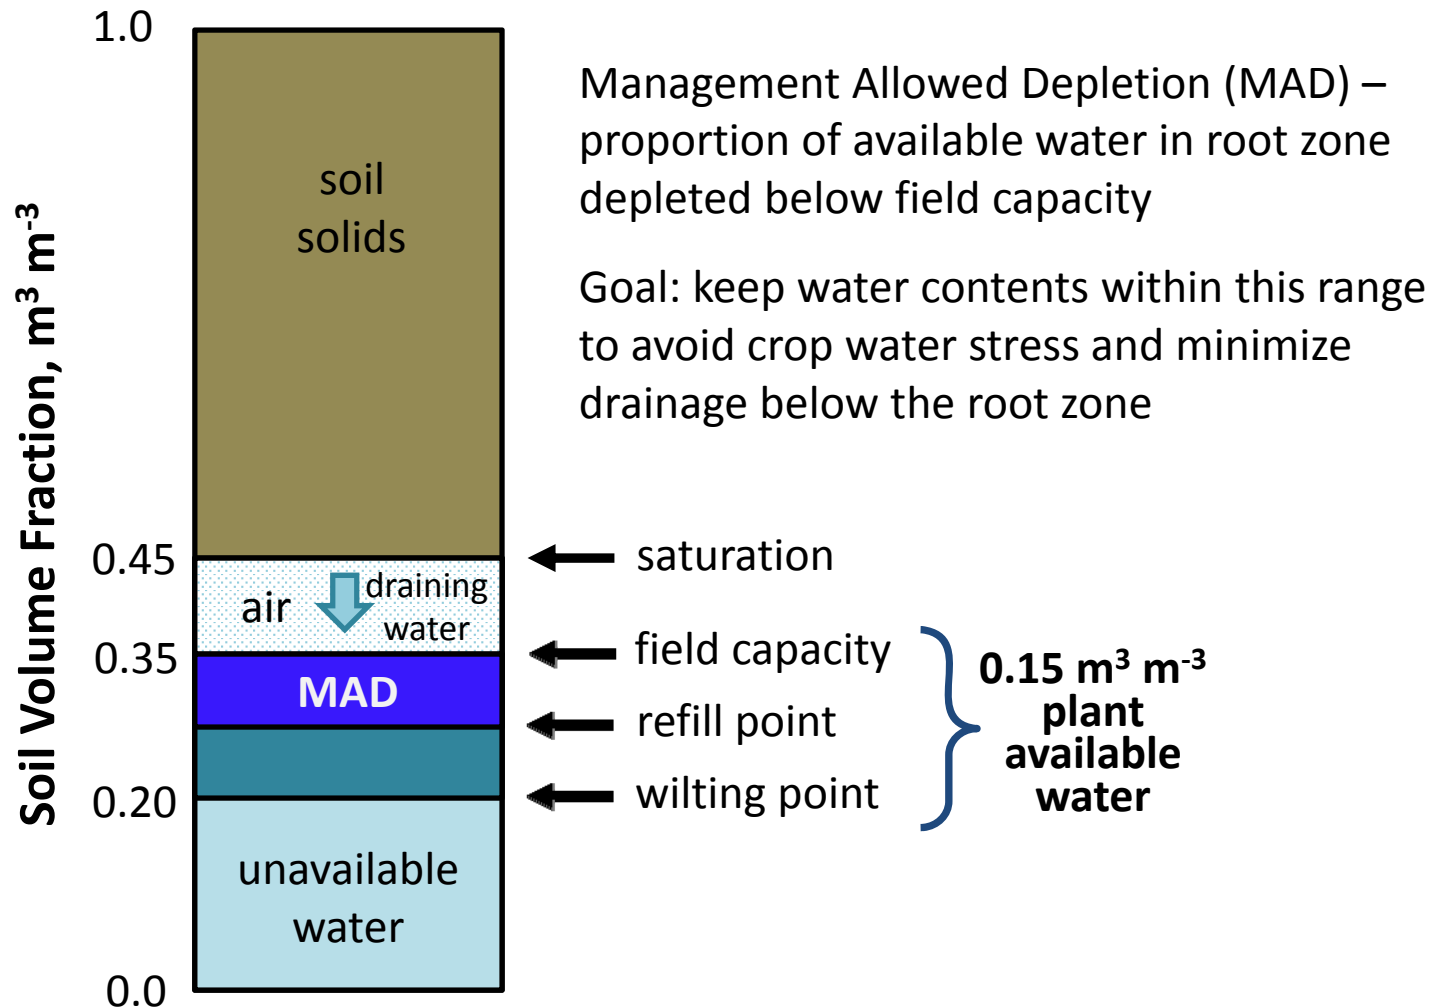 1.0
soil
solids
Management Allowed Depletion (MAD) –
proportion of available water in root zone
depleted below field capacity
Goal: keep water contents within this range
to avoid crop water stress and minimize
drainage below the root zone
Soil Volume Fraction, m³ m⁻³
0.45
saturation
air
draining
water
0.35
field capacity
MAD
refill point
0.20
wilting point
0.15 m³ m⁻³
plant
available
water
unavailable
water
0.0